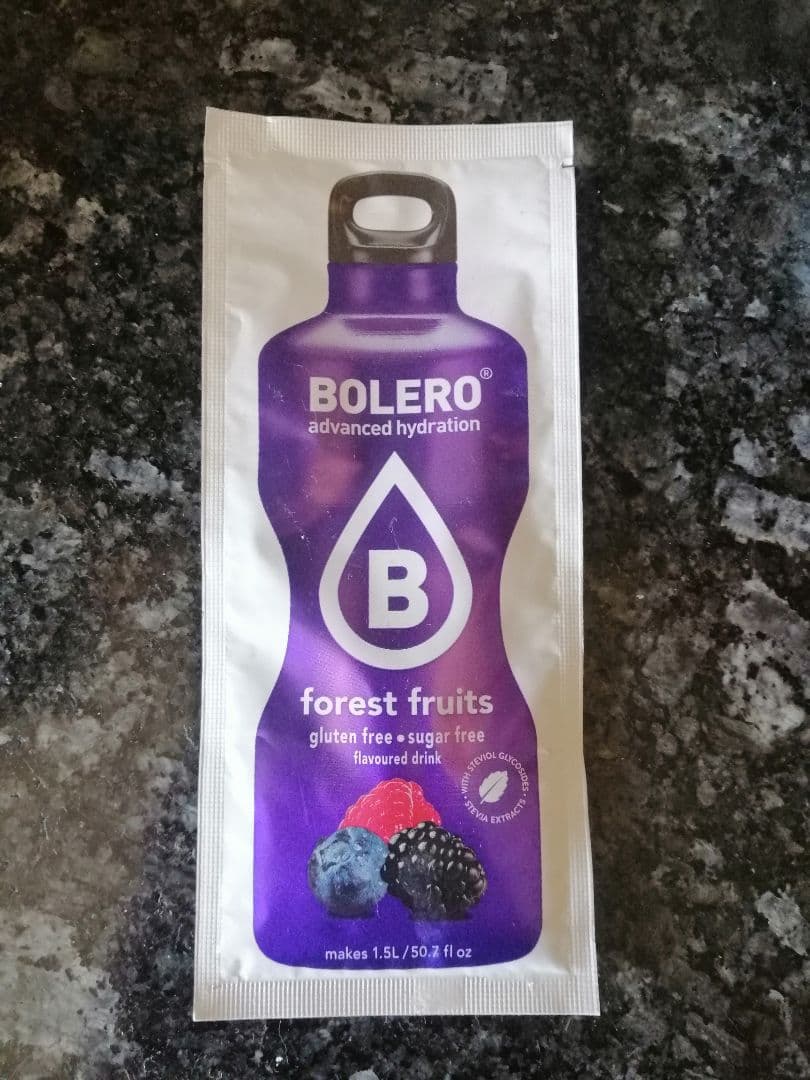 BOLERO®
advanced hydration
B
forest fruits
gluten free • sugar free
flavoured drink
• WITH STEVIOL GLYCOSIDES •
STEVIA EXTRACTS
makes 1.5L / 50.7 fl oz